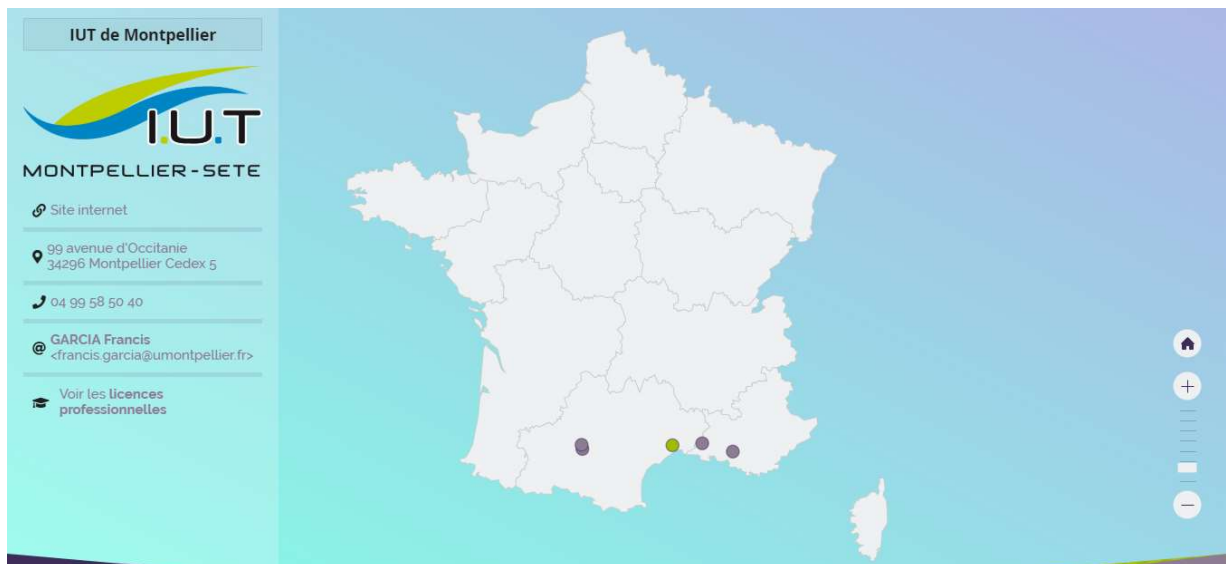 IUT de Montpellier
I.U.T
MONTPELLIER-SETE
Site internet
99 avenue d'Occitanie
34296 Montpellier Cedex 5
04 99 58 50 40
@ GARCIA Francis
<francis.garcia@umontpellier.fr>
Voir les licences
professionnelles